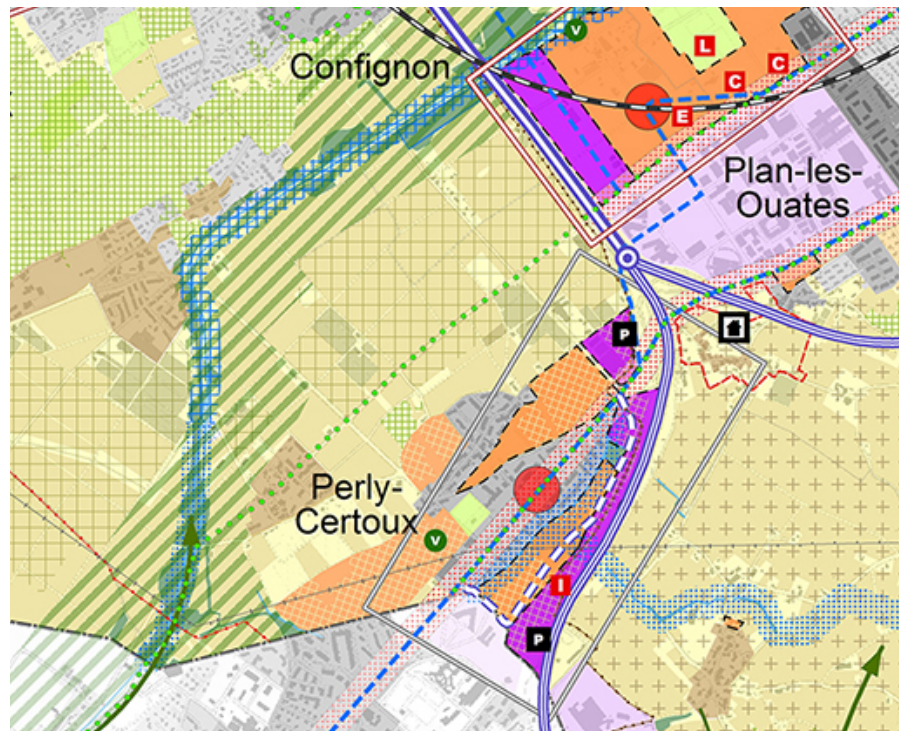 V
L
Confignon
C
C
E
Plan-les-
Ouates
P
Perly-
Certoux
V
I
P